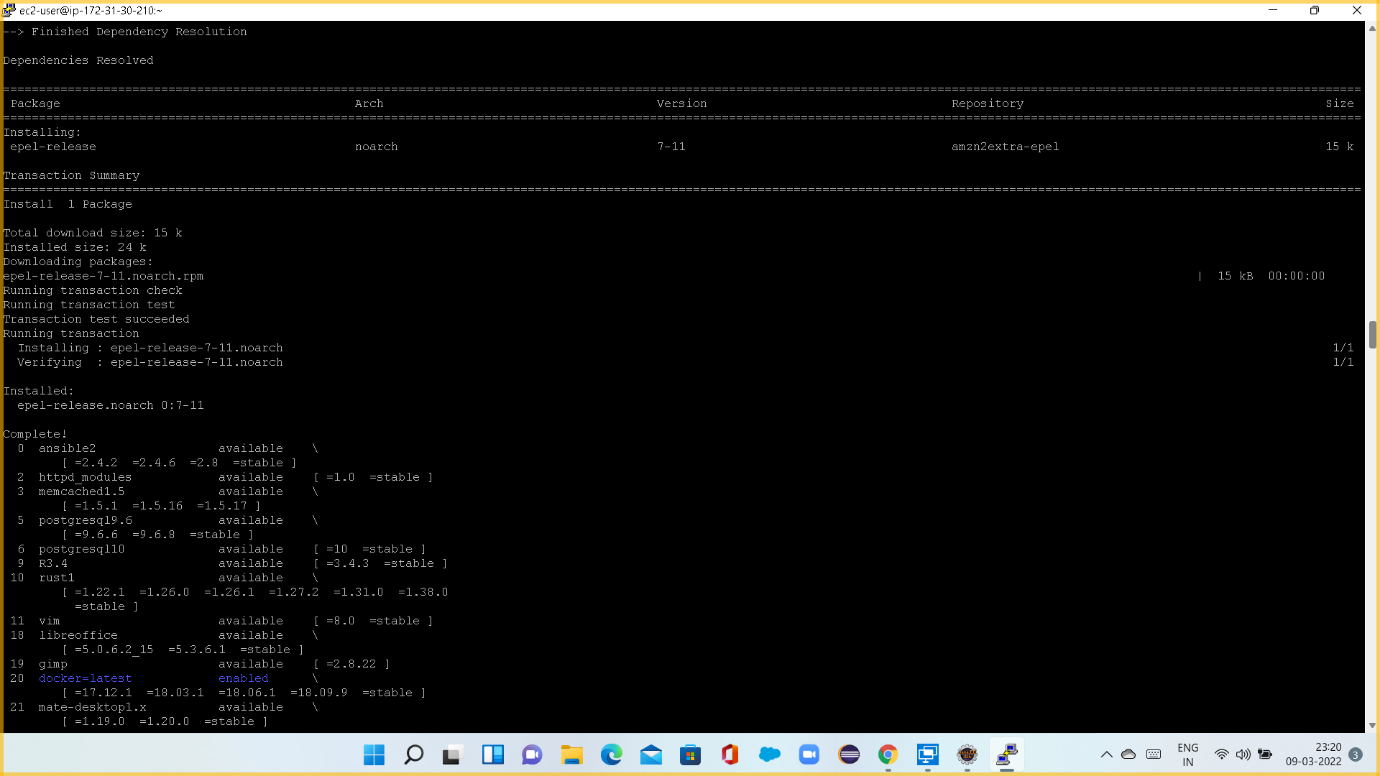 ec2-user@ip-172-31-30-210:~
--> Finished Dependency Resolution
Dependencies Resolved
================================================================================
Package Arch Version Repository Size
================================================================================
Installing:
epel-release noarch 7-11 amzn2extra-epel 15 k
Transaction Summary
================================================================================
Install 1 Package
Total download size: 15 k
Installed size: 24 k
Downloading packages:
epel-release-7-11.noarch.rpm | 15 kB 00:00:00
Running transaction check
Running transaction test
Transaction test succeeded
Running transaction
Installing : epel-release-7-11.noarch 1/1
Verifying : epel-release-7-11.noarch 1/1
Installed:
epel-release.noarch 0:7-11
Complete!
0 ansible2 available \
[ =2.4.2 =2.4.6 =2.8 =stable ]
2 httpd_modules available [ =1.0 =stable ]
3 memcached1.5 available \
[ =1.5.1 =1.5.16 =1.5.17 ]
5 postgresql9.6 available \
[ =9.6.6 =9.6.8 =stable ]
6 postgresql10 available [ =10 =stable ]
9 R3.4 available [ =3.4.3 =stable ]
10 rust1 available \
[ =1.22.1 =1.26.0 =1.26.1 =1.27.2 =1.31.0 =1.38.0
=stable ]
11 vim available [ =8.0 =stable ]
18 libreoffice available \
[ =5.0.6.2_15 =5.3.6.1 =stable ]
19 gimp available [ =2.8.22 ]
20 docker=latest enabled \
[ =17.12.1 =18.03.1 =18.06.1 =18.09.9 =stable ]
21 mate-desktop1.x available \
[ =1.19.0 =1.20.0 =stable ]
ENG
IN
23:20
09-03-2022
3